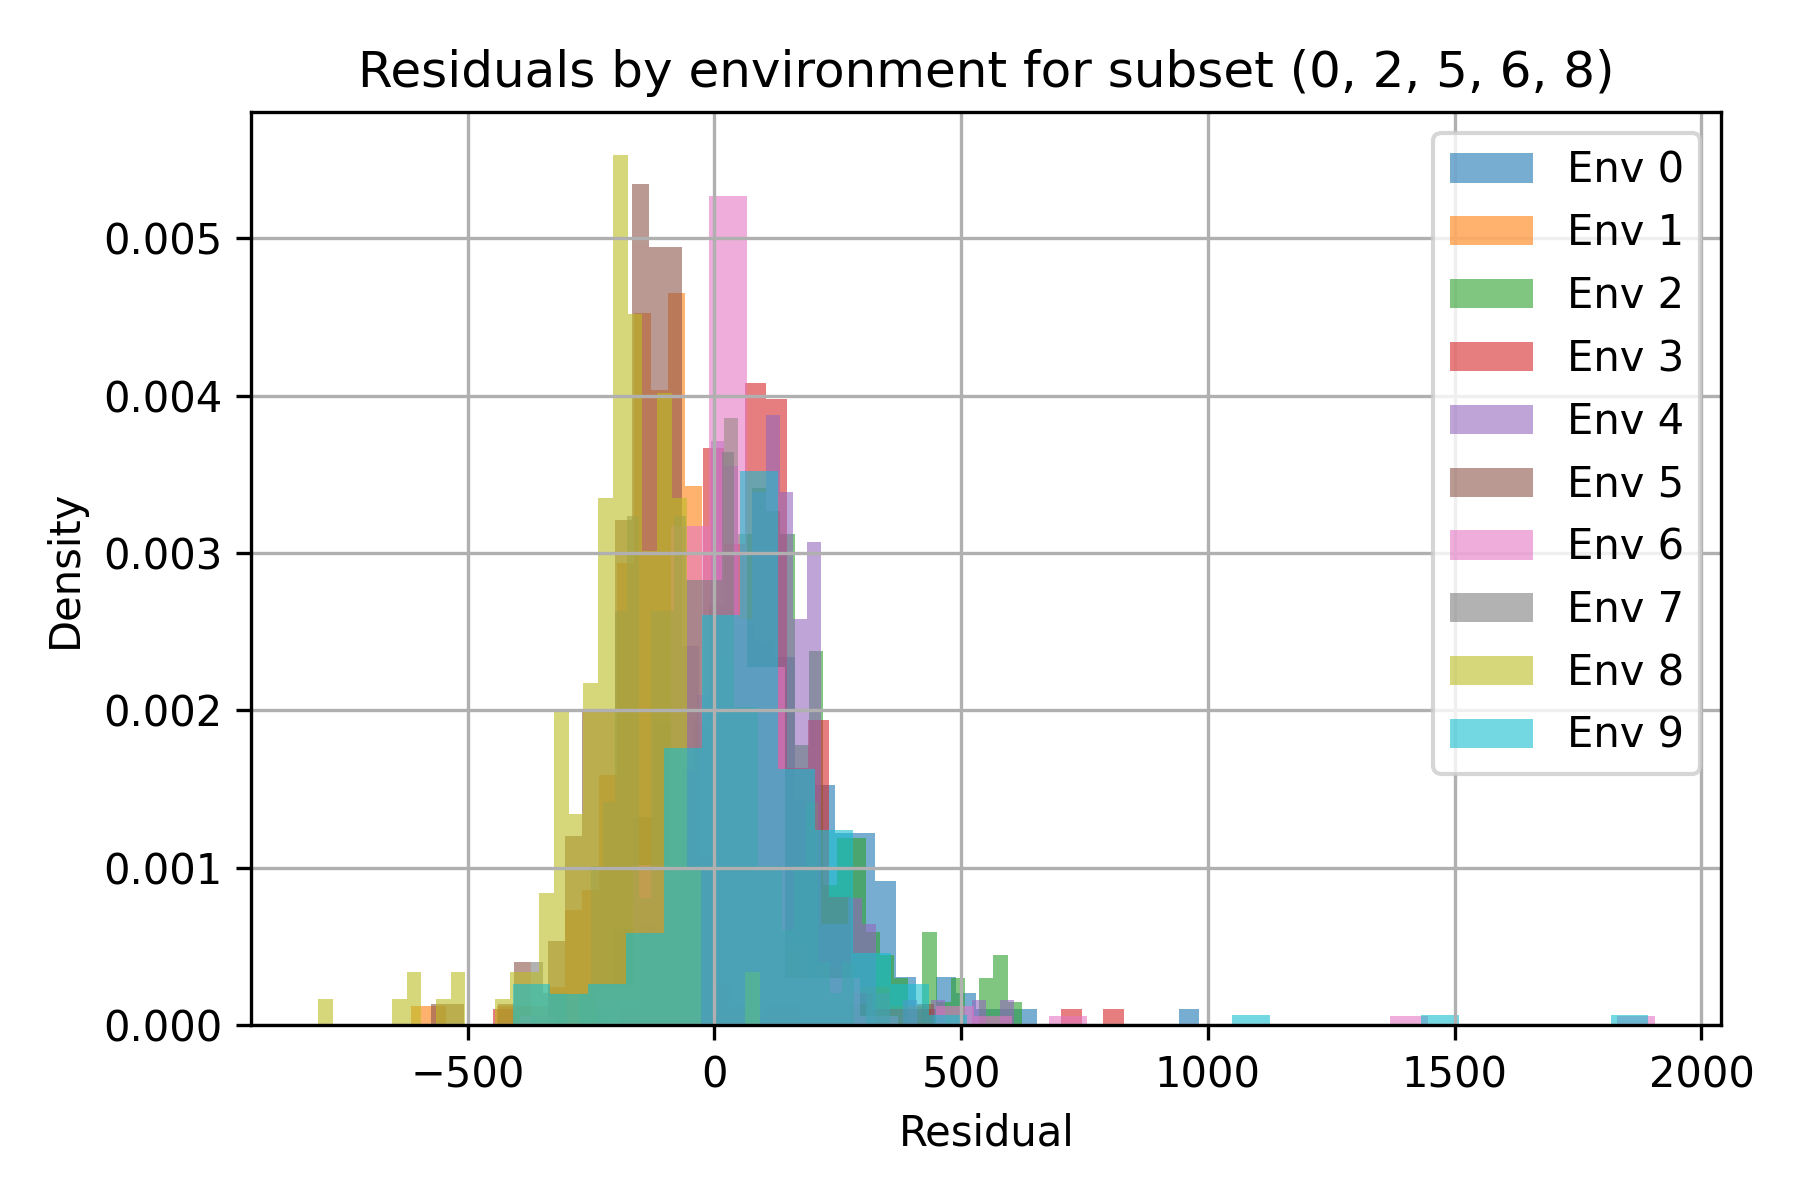 Residuals by environment for subset (0, 2, 5, 6, 8)
Density
0.005
0.004
0.003
0.002
0.001
0.000
−500
0
500
1000
1500
2000
Residual
Env 0
Env 1
Env 2
Env 3
Env 4
Env 5
Env 6
Env 7
Env 8
Env 9